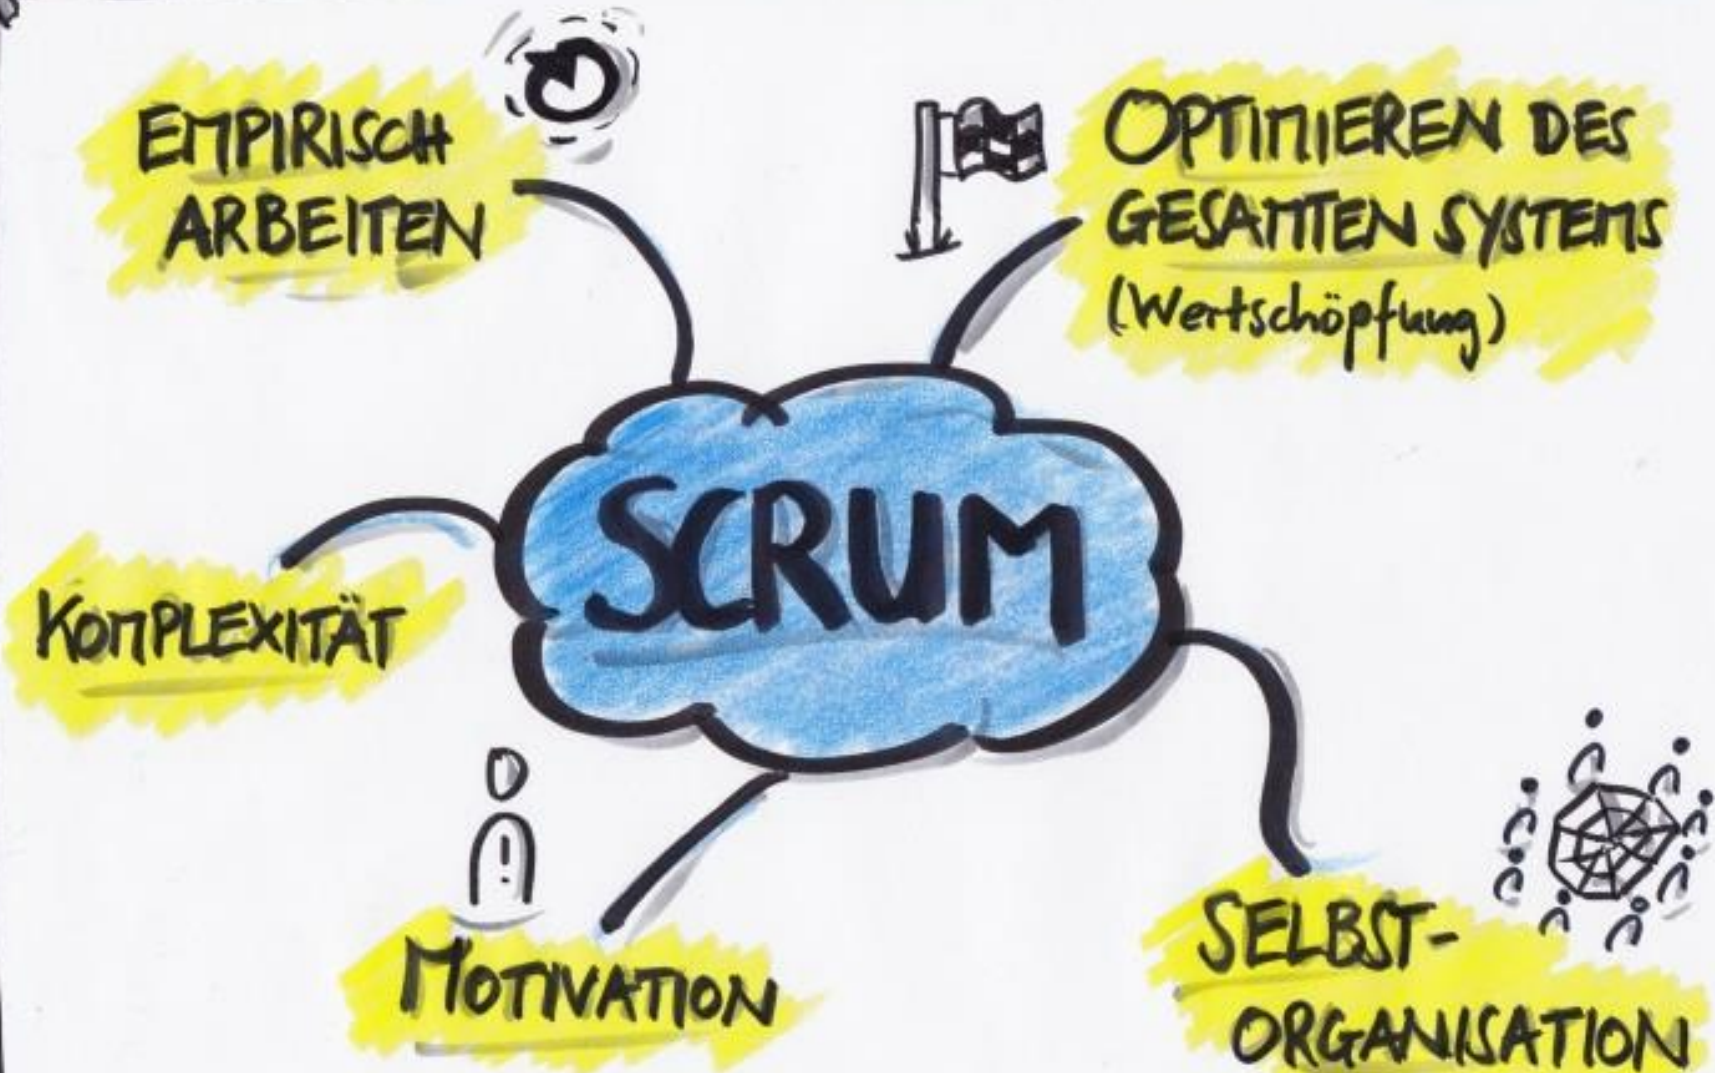 EMPIRISCH
ARBEITEN
OPTIMIEREN DES
GESAMTEN SYSTEMS
(Wertschöpfung)
SCRUM
KOMPLEXITÄT
MOTIVATION
SELBST-
ORGANISATION